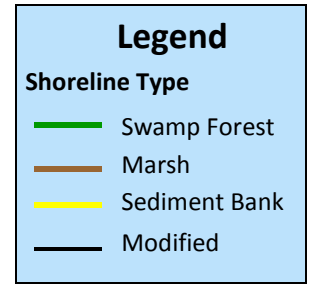 Legend
Shoreline Type
Swamp Forest
Marsh
Sediment Bank
Modified